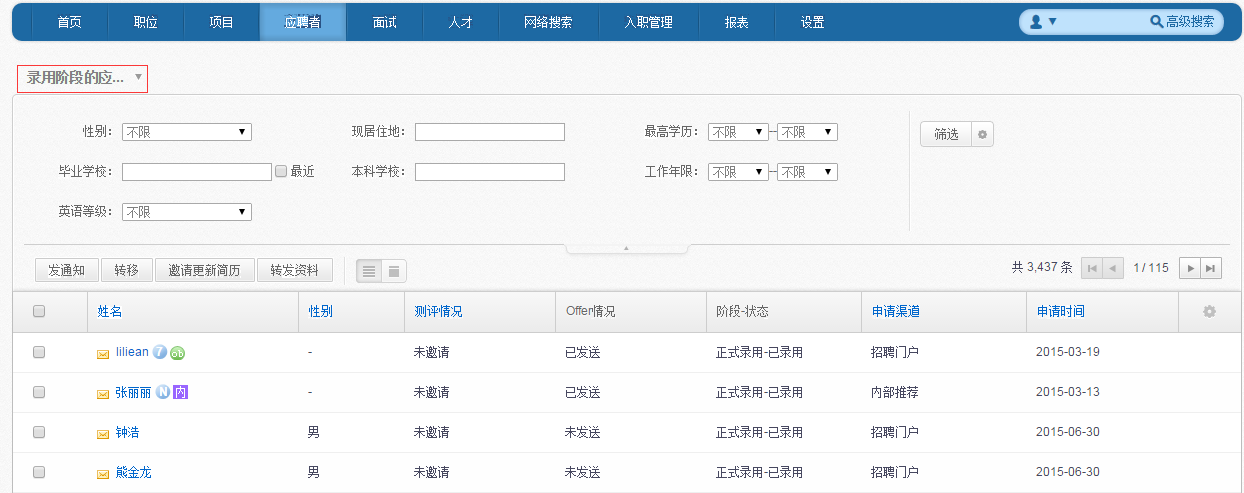 首页 职位 项目 应聘者 面试 人才 网络搜索 入职管理 报表 设置 高级搜索
录用阶段的应...
性别: 不限 现居住地: 最高学历: 不限 -- 不限 筛选
毕业学校: 最近 本科学校: 工作年限: 不限 -- 不限
英语等级: 不限
发通知 转移 邀请更新简历 转发资料 共 3,437 条 1 / 115
姓名 性别 测评情况 Offer情况 阶段-状态 申请渠道 申请时间
liliean 7 ob - 未邀请 已发送 正式录用-已录用 招聘门户 2015-03-19
张丽丽 N 内 - 未邀请 已发送 正式录用-已录用 内部推荐 2015-03-13
钟浩 男 未邀请 未发送 正式录用-已录用 招聘门户 2015-06-30
熊金龙 男 未邀请 未发送 正式录用-已录用 招聘门户 2015-06-30